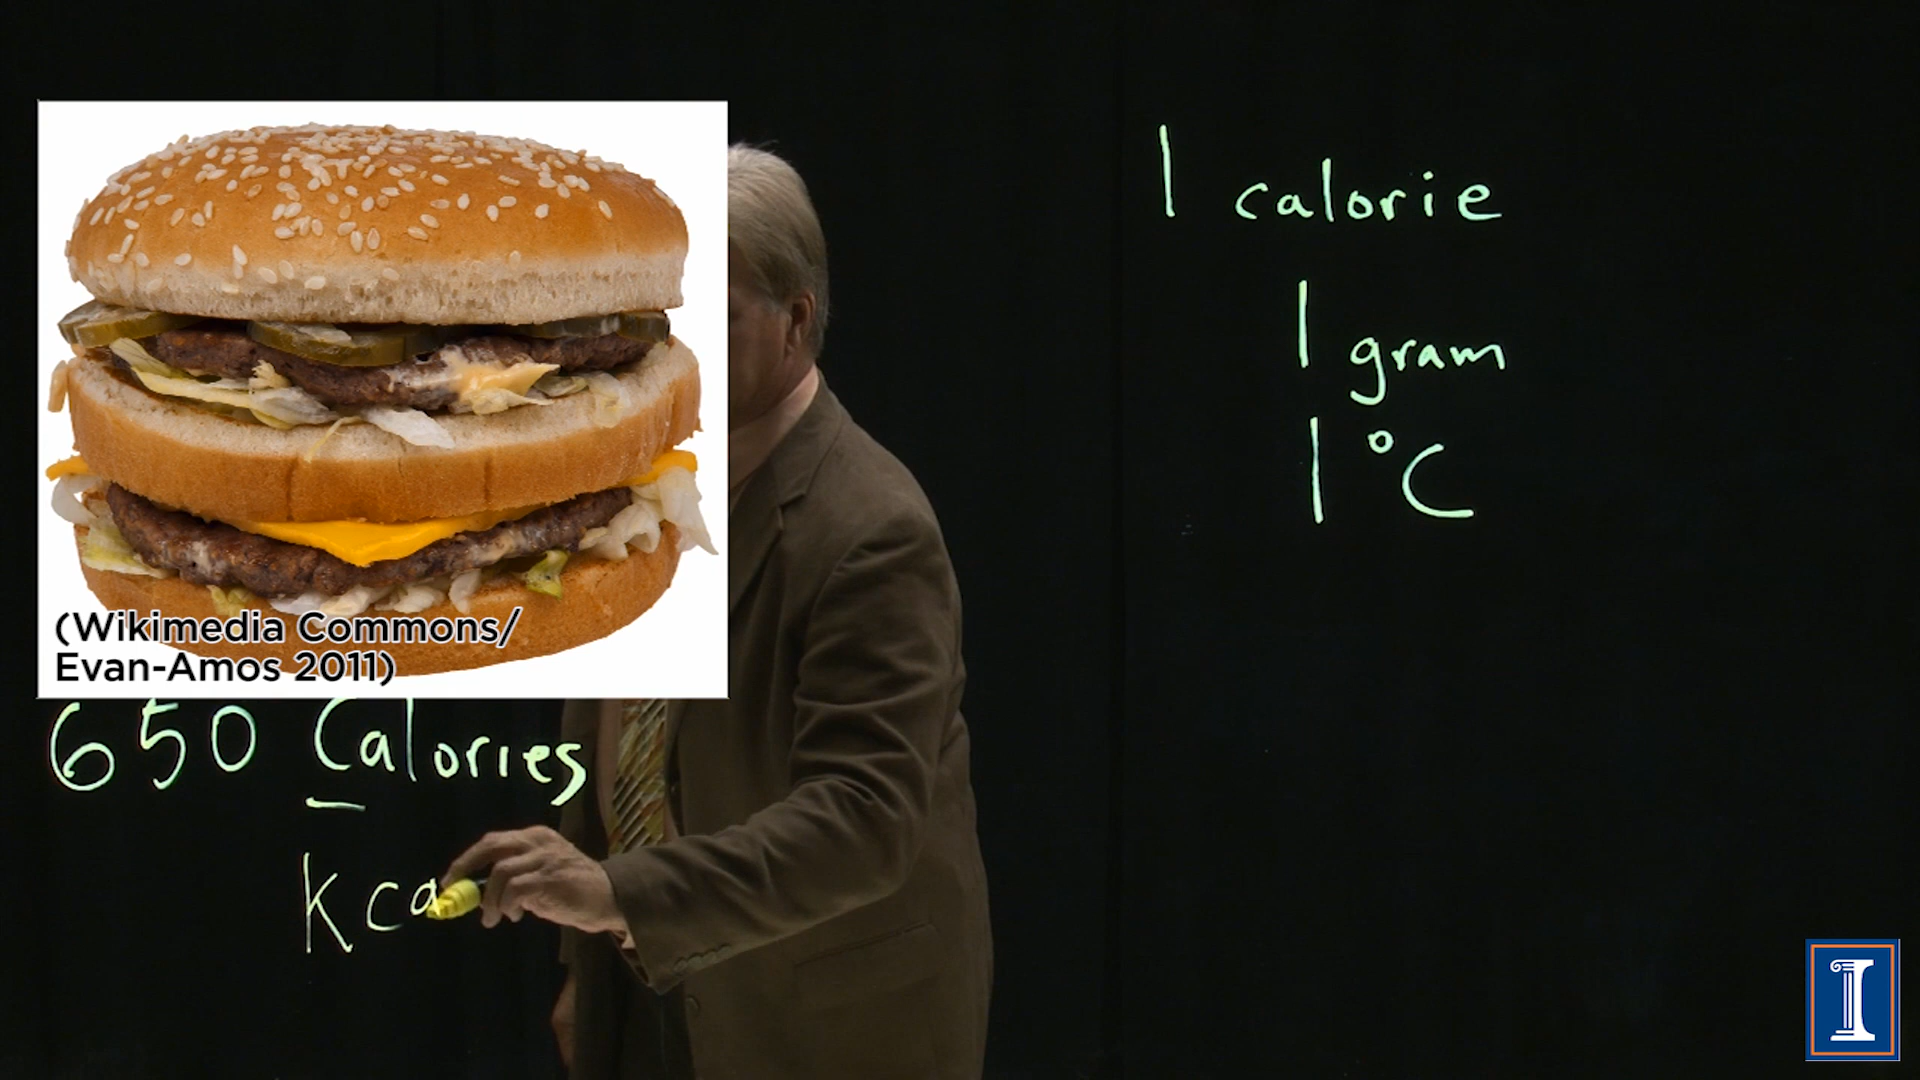 (Wikimedia Commons/
Evan-Amos 2011)
650 Calories
kca
1 calorie
1 gram
1 °C